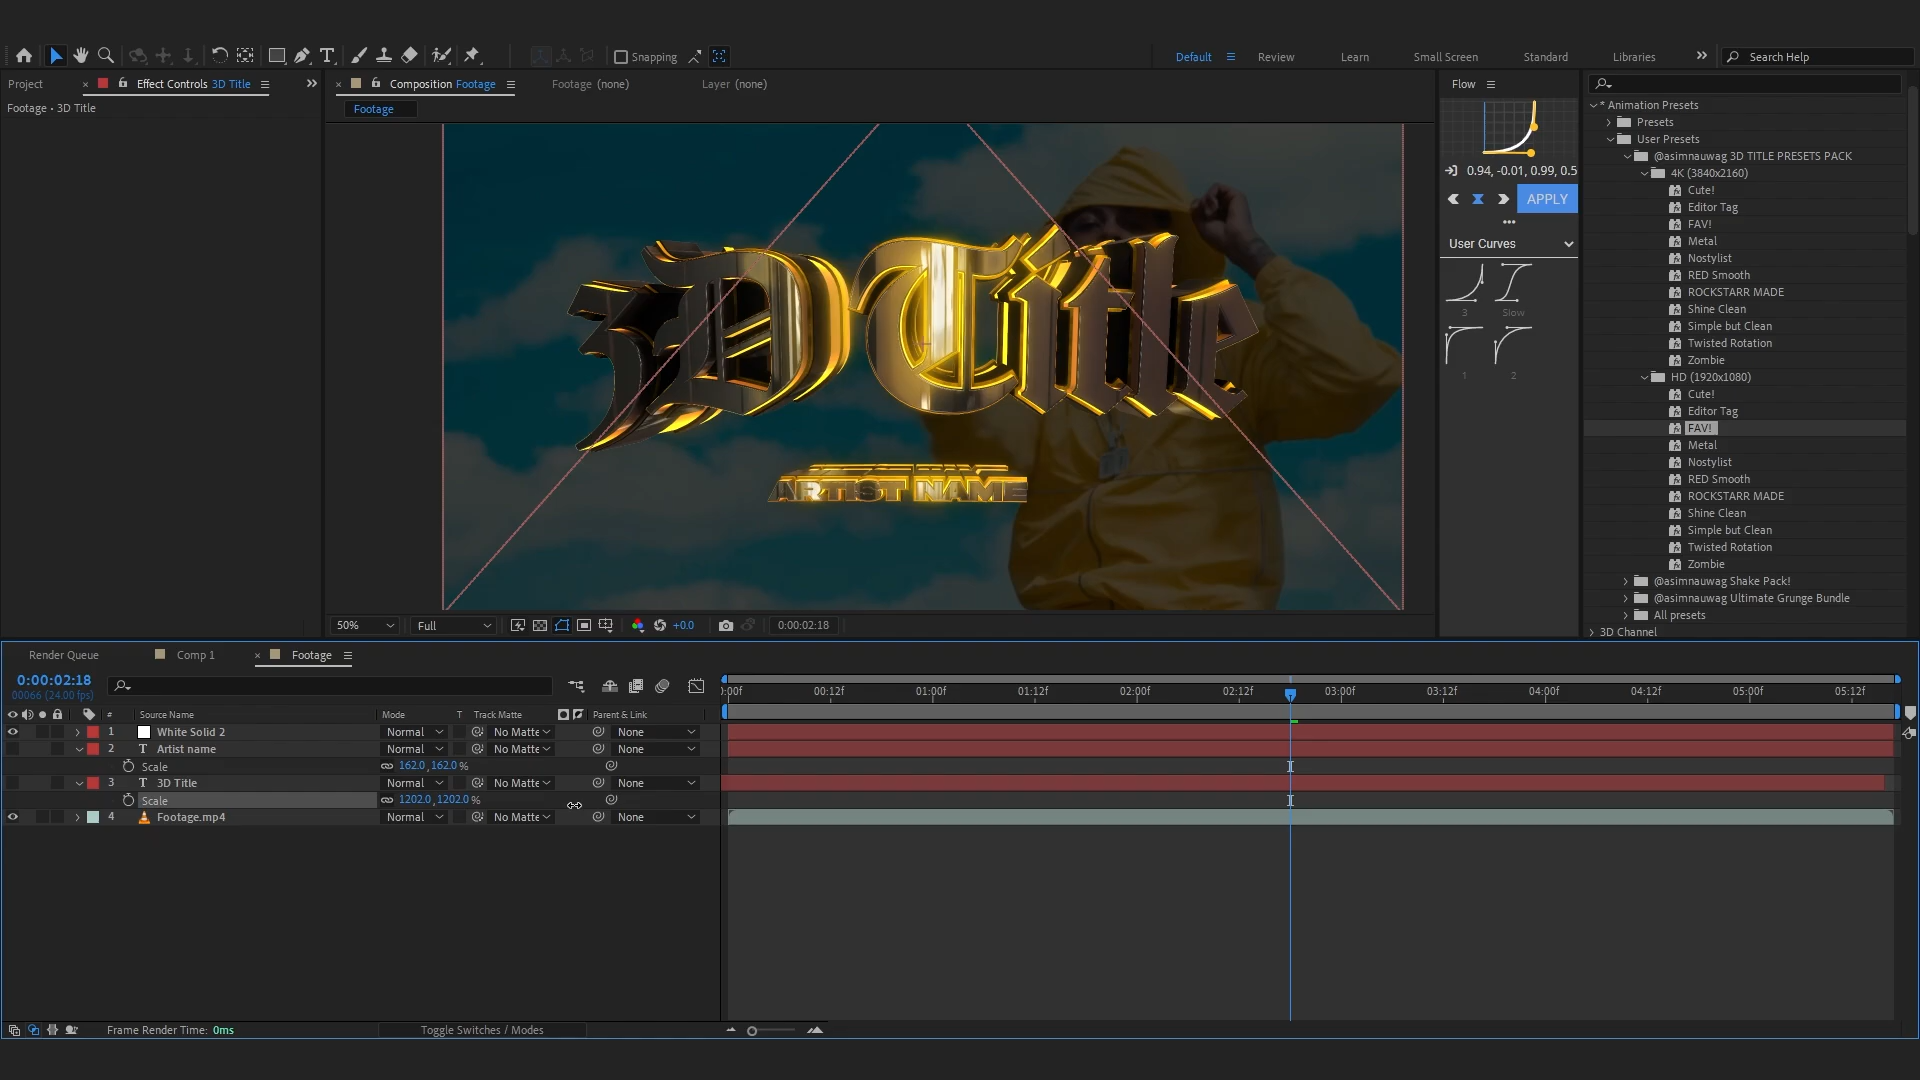 Snapping
Default
Review
Learn
Small Screen
Standard
Libraries
Search Help
Project
Effect Controls 3D Title
Composition Footage
Footage (none)
Layer (none)
Flow
Footage • 3D Title
Footage
* Animation Presets
Presets
User Presets
@asimnauwag 3D TITLE PRESETS PACK
4K (3840x2160)
Cute!
Editor Tag
FAV!
Metal
Nostylist
RED Smooth
ROCKSTARR MADE
Shine Clean
Simple but Clean
Twisted Rotation
Zombie
HD (1920x1080)
Cute!
Editor Tag
FAV!
Metal
Nostylist
RED Smooth
ROCKSTARR MADE
Shine Clean
Simple but Clean
Twisted Rotation
Zombie
@asimnauwag Shake Pack!
@asimnauwag Ultimate Grunge Bundle
All presets
3D Channel
0.94, -0.01, 0.99, 0.5
APPLY
User Curves
3
Slow
1
2
3D Title
ARTIST NAME
50%
Full
+0.0
0:00:02:18
Render Queue
Comp 1
Footage
0:00:02:18
00066 (24.00 fps)
):00f
00:12f
01:00f
01:12f
02:00f
02:12f
03:00f
03:12f
04:00f
04:12f
05:00f
05:12f
#
Source Name
Mode
T
Track Matte
Parent & Link
1
White Solid 2
Normal
No Matte
None
2
T
Artist name
Normal
No Matte
None
Scale
162.0, 162.0 %
3
T
3D Title
Normal
No Matte
None
Scale
1202.0, 1202.0 %
4
Footage.mp4
Normal
No Matte
None
Frame Render Time: 0ms
Toggle Switches / Modes